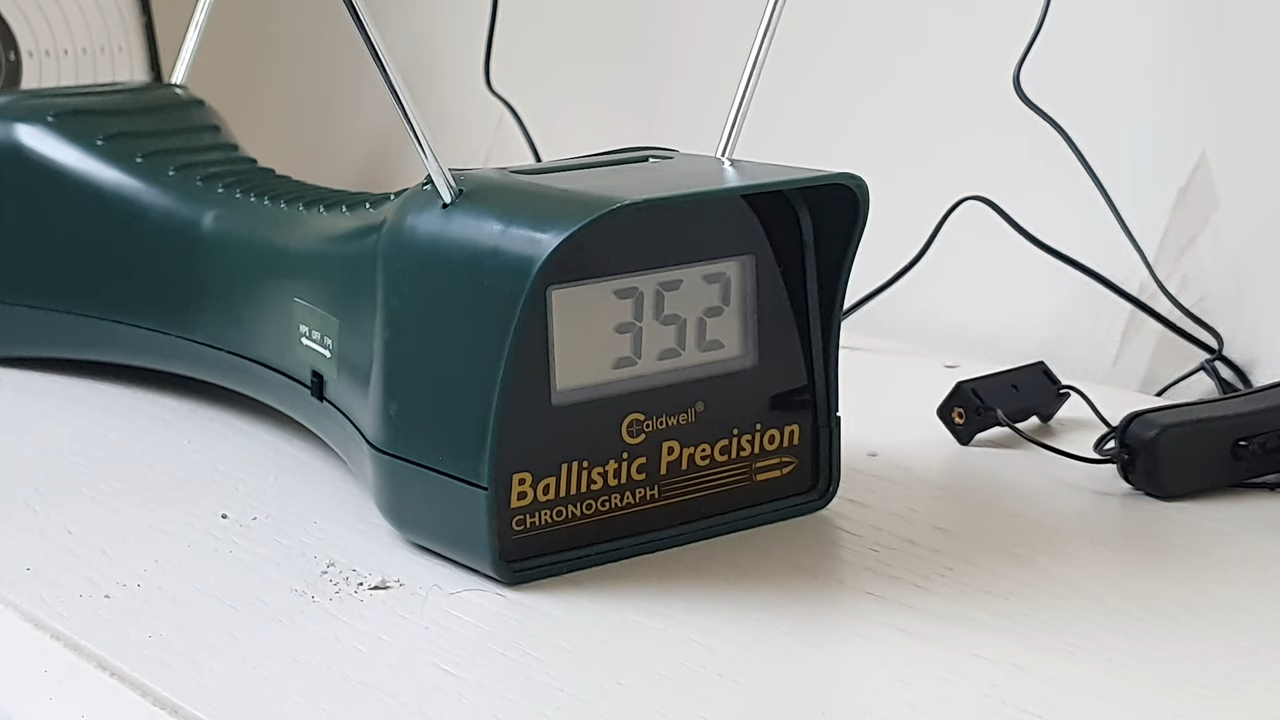 352
MPS OFF FPS
Caldwell®
Ballistic Precision
CHRONOGRAPH